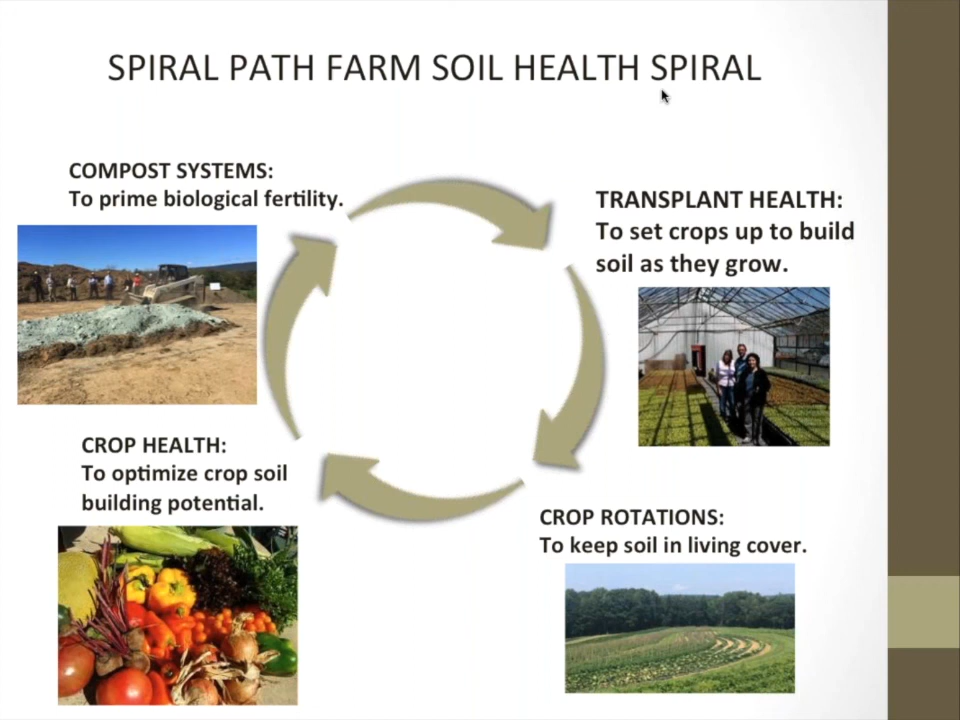 SPIRAL PATH FARM SOIL HEALTH SPIRAL
COMPOST SYSTEMS:
To prime biological fertility.
TRANSPLANT HEALTH:
To set crops up to build
soil as they grow.
CROP HEALTH:
To optimize crop soil
building potential.
CROP ROTATIONS:
To keep soil in living cover.